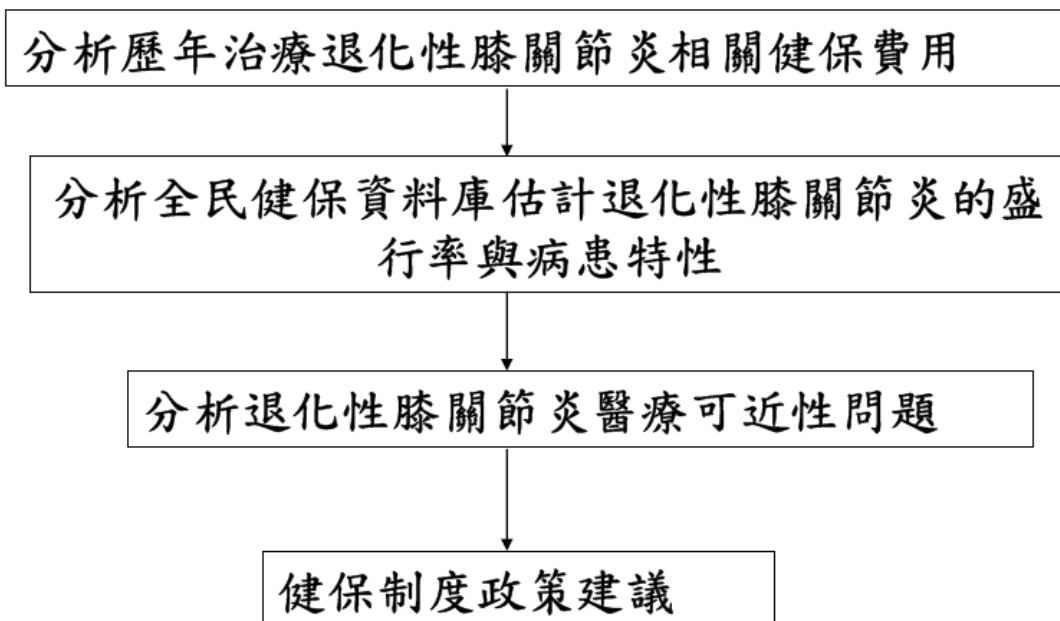 分析歷年治療退化性膝關節炎相關健保費用
分析全民健保資料庫估計退化性膝關節炎的盛
行率與病患特性
分析退化性膝關節炎醫療可近性問題
健保制度政策建議